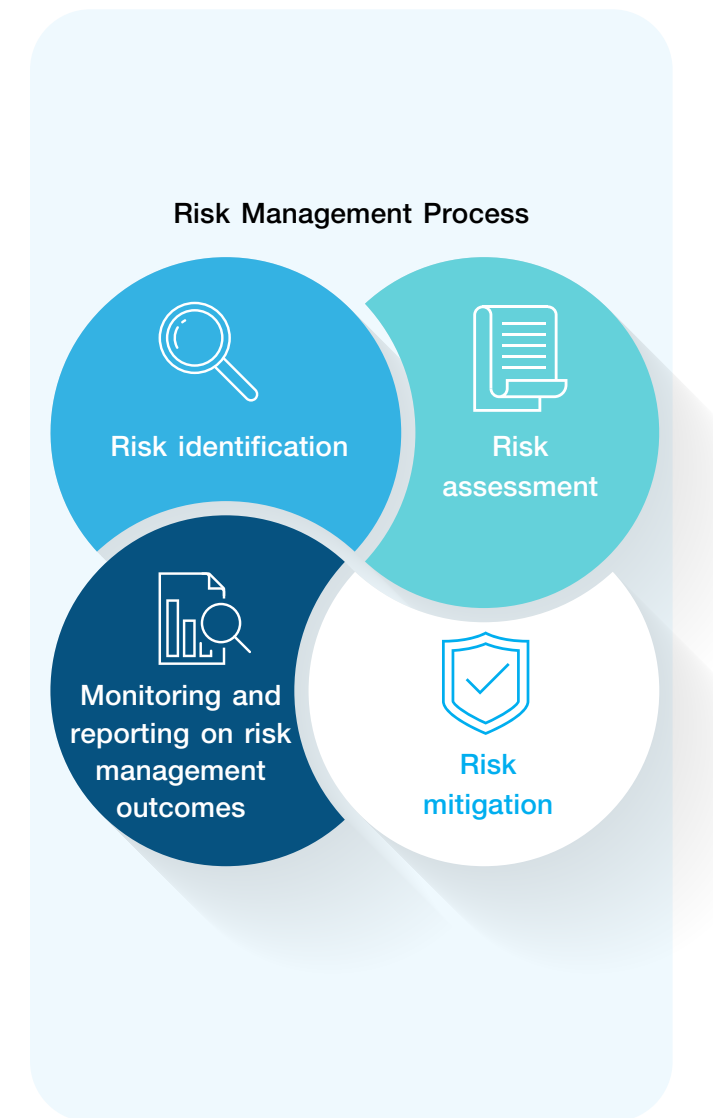 Risk Management Process
Risk identification
Risk
assessment
Monitoring and
reporting on risk
management
outcomes
Risk
mitigation